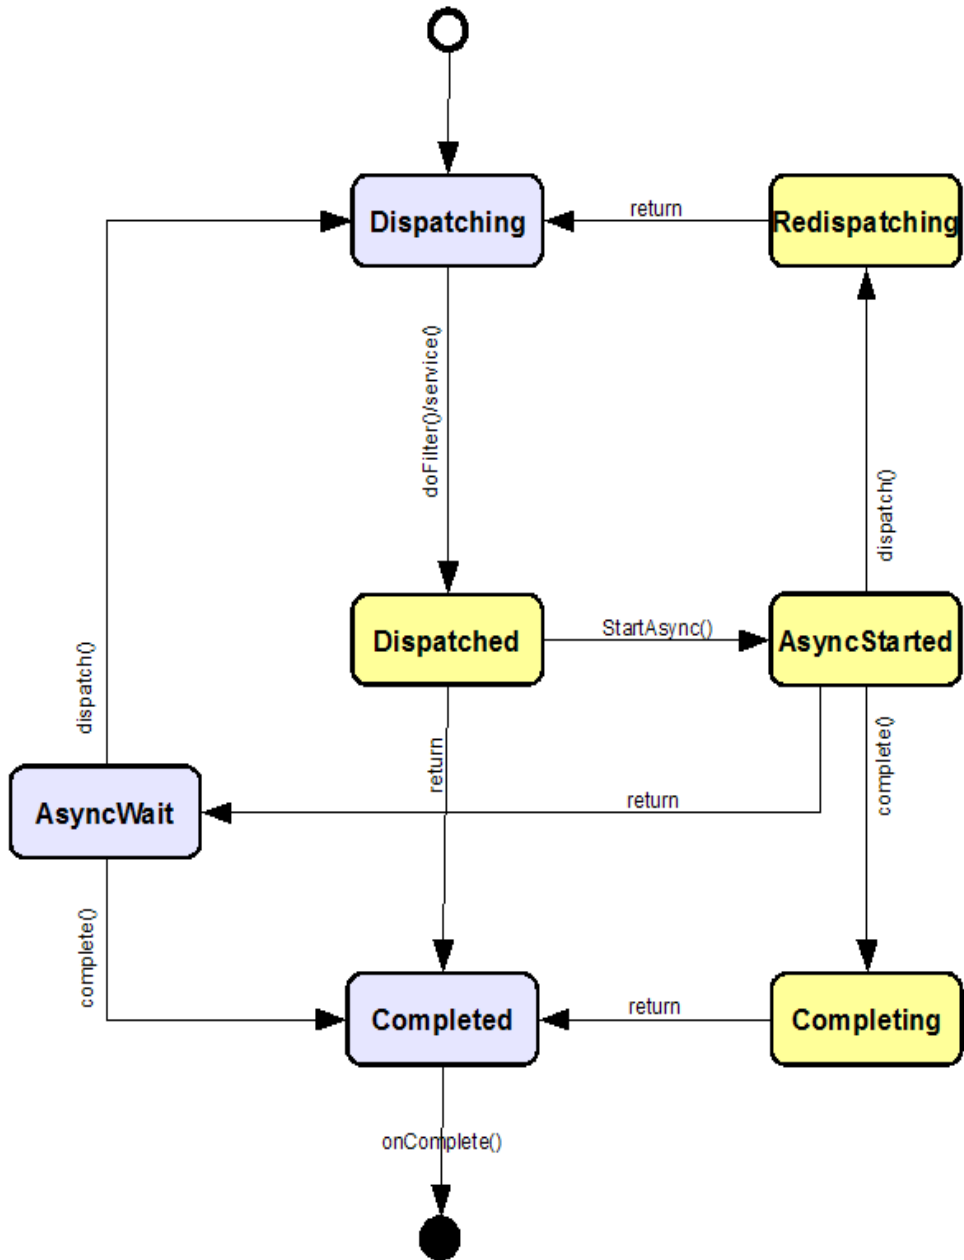 Dispatching
return
Redispatching
doFilter()/service()
dispatch()
Dispatched
StartAsync()
AsyncStarted
dispatch()
return
complete()
AsyncWait
return
complete()
Completed
return
Completing
onComplete()